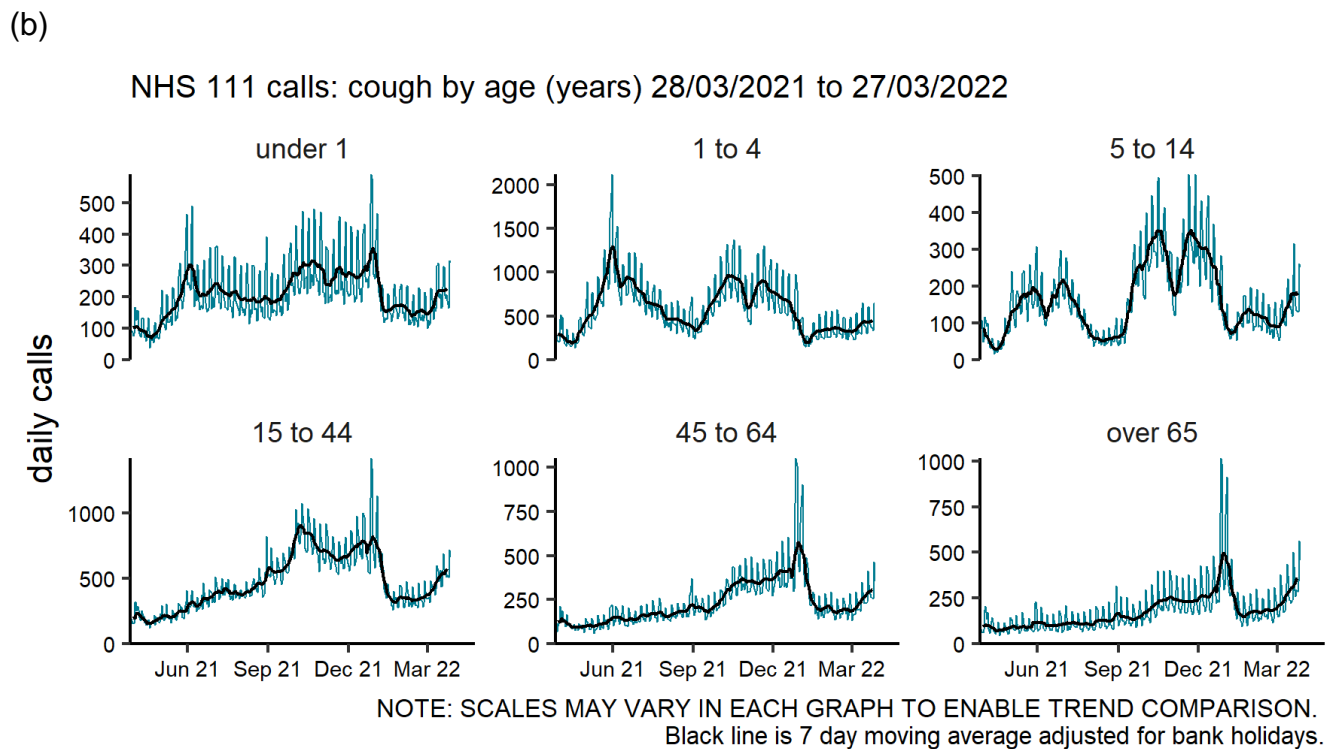 (b)
NHS 111 calls: cough by age (years) 28/03/2021 to 27/03/2022
daily calls
under 1
500
400
300
200
100
0
1 to 4
2000
1500
1000
500
0
5 to 14
500
400
300
200
100
0
15 to 44
1000
500
0
Jun 21 Sep 21 Dec 21 Mar 22
45 to 64
1000
750
500
250
0
Jun 21 Sep 21 Dec 21 Mar 22
over 65
1000
750
500
250
0
Jun 21 Sep 21 Dec 21 Mar 22
NOTE: SCALES MAY VARY IN EACH GRAPH TO ENABLE TREND COMPARISON.
Black line is 7 day moving average adjusted for bank holidays.